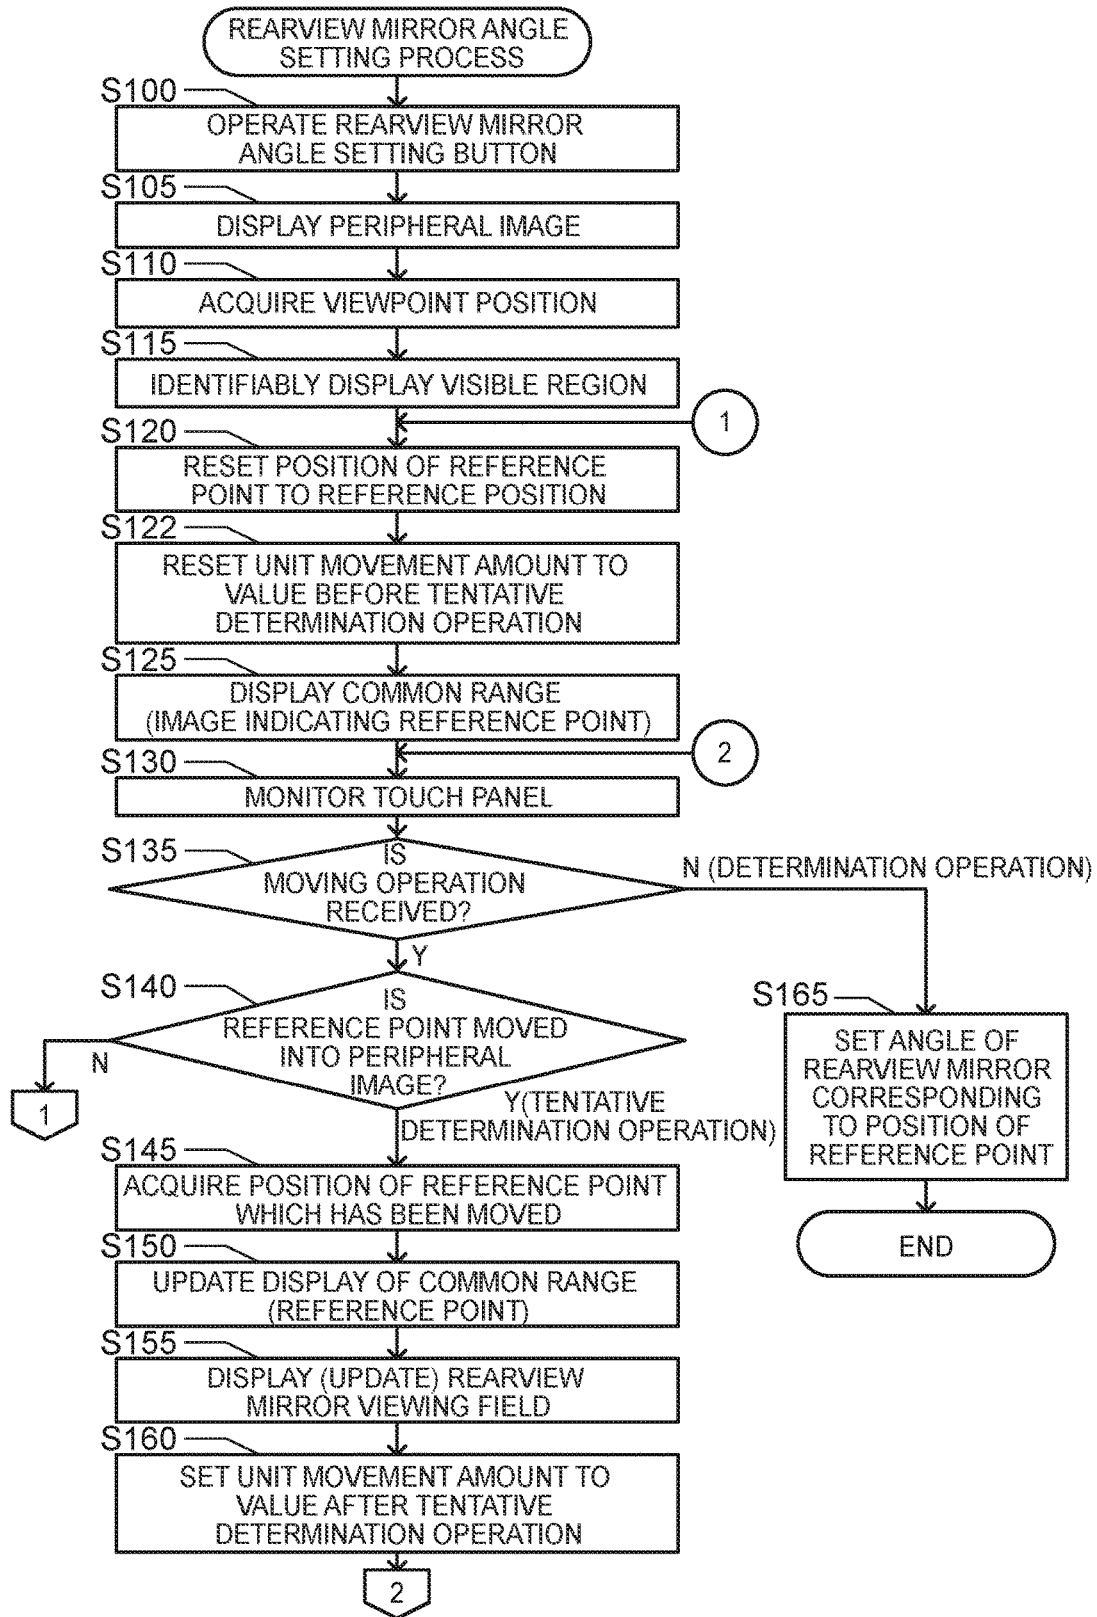 REARVIEW MIRROR ANGLE
SETTING PROCESS
S100
OPERATE REARVIEW MIRROR
ANGLE SETTING BUTTON
S105
DISPLAY PERIPHERAL IMAGE
S110
ACQUIRE VIEWPOINT POSITION
S115
IDENTIFIABLY DISPLAY VISIBLE REGION
1
S120
RESET POSITION OF REFERENCE
POINT TO REFERENCE POSITION
S122
RESET UNIT MOVEMENT AMOUNT TO
VALUE BEFORE TENTATIVE
DETERMINATION OPERATION
S125
DISPLAY COMMON RANGE
(IMAGE INDICATING REFERENCE POINT)
2
S130
MONITOR TOUCH PANEL
S135
IS
MOVING OPERATION
RECEIVED?
N (DETERMINATION OPERATION)
Y
S140
IS
REFERENCE POINT MOVED
INTO PERIPHERAL
IMAGE?
N
1
Y(TENTATIVE
DETERMINATION OPERATION)
S165
SET ANGLE OF
REARVIEW MIRROR
CORRESPONDING
TO POSITION OF
REFERENCE POINT
END
S145
ACQUIRE POSITION OF REFERENCE POINT
WHICH HAS BEEN MOVED
S150
UPDATE DISPLAY OF COMMON RANGE
(REFERENCE POINT)
S155
DISPLAY (UPDATE) REARVIEW
MIRROR VIEWING FIELD
S160
SET UNIT MOVEMENT AMOUNT TO
VALUE AFTER TENTATIVE
DETERMINATION OPERATION
2